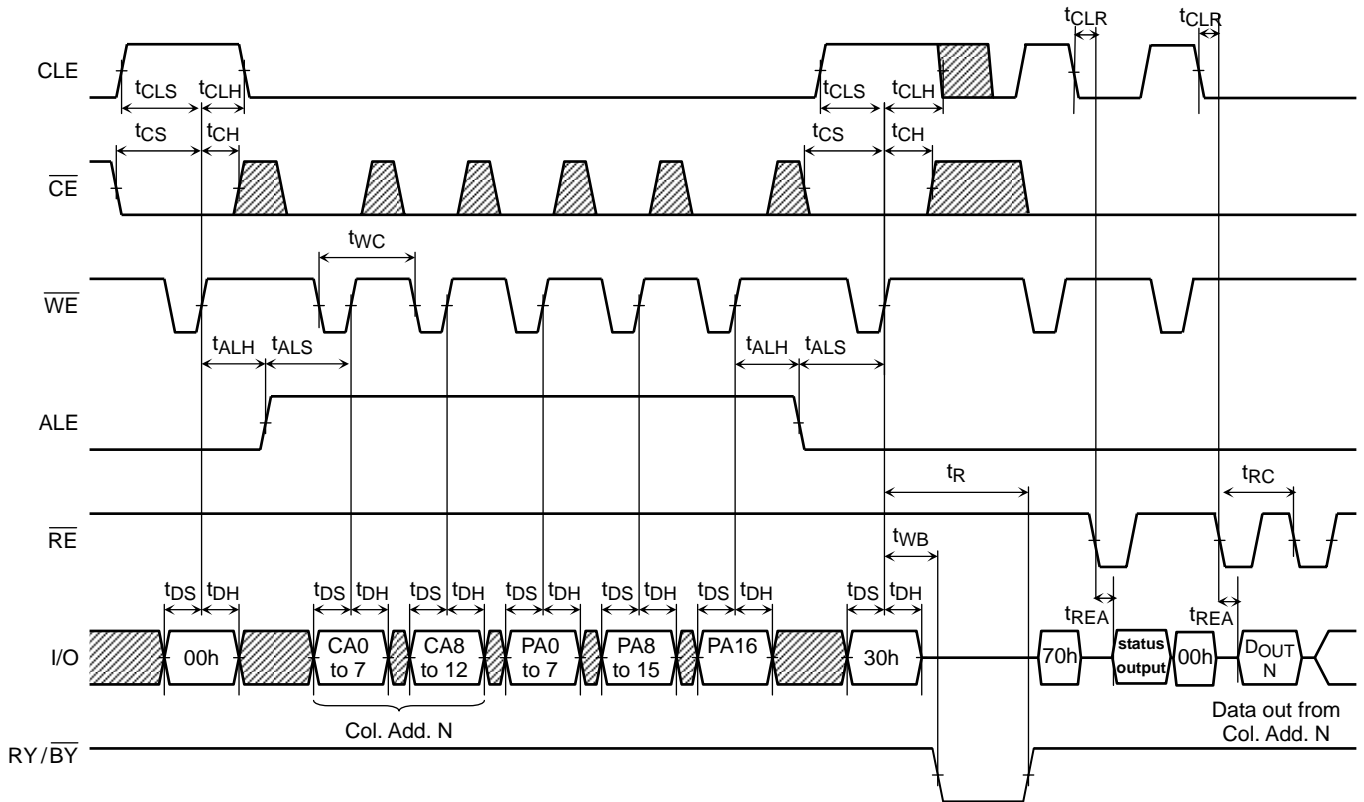 tCLR tCLR
CLE
tCLS tCLH tCLS tCLH
tCS tCH tCS tCH
CE
tWC
WE
tALH tALS tALH tALS
ALE
tR tRC
RE
tWB
tDS tDH tDS tDH tDS tDH tDS tDH tDS tDH tDS tDH tDS tDH
tREA tREA
I/O 00h CA0 to 7 CA8 to 12 PA0 to 7 PA8 to 15 PA16 30h 70h status output 00h DOUT N
Col. Add. N
Data out from
Col. Add. N
RY/BY